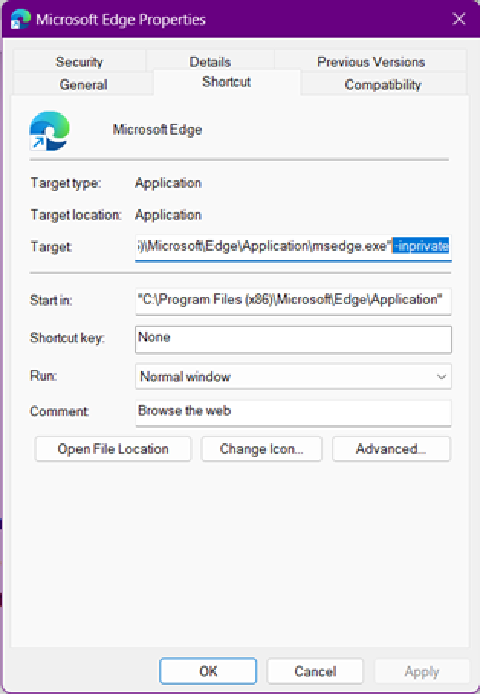 Microsoft Edge Properties
Security Details Previous Versions
General Shortcut Compatibility
Microsoft Edge
Target type: Application
Target location: Application
Target i)\Microsoft\Edge\Application\msedge.exe" -inprivate
Start in: "C:\Program Files (x86)\Microsoft\Edge\Application"
Shortcut key: None
Run: Normal window
Comment Browse the web
Open File Location Change Icon... Advanced...
OK Cancel Apply